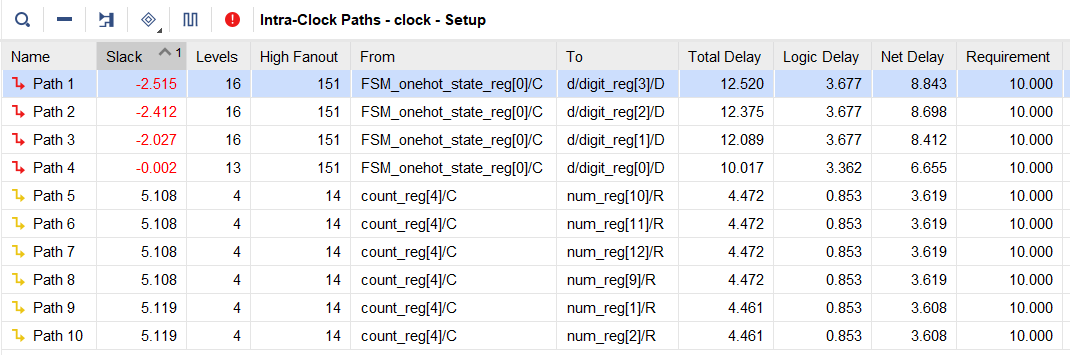 Intra-Clock Paths - clock - Setup
Name Slack 1 Levels High Fanout From To Total Delay Logic Delay Net Delay Requirement
Path 1 -2.515 16 151 FSM_onehot_state_reg[0]/C d/digit_reg[3]/D 12.520 3.677 8.843 10.000
Path 2 -2.412 16 151 FSM_onehot_state_reg[0]/C d/digit_reg[2]/D 12.375 3.677 8.698 10.000
Path 3 -2.027 16 151 FSM_onehot_state_reg[0]/C d/digit_reg[1]/D 12.089 3.677 8.412 10.000
Path 4 -0.002 13 151 FSM_onehot_state_reg[0]/C d/digit_reg[0]/D 10.017 3.362 6.655 10.000
Path 5 5.108 4 14 count_reg[4]/C num_reg[10]/R 4.472 0.853 3.619 10.000
Path 6 5.108 4 14 count_reg[4]/C num_reg[11]/R 4.472 0.853 3.619 10.000
Path 7 5.108 4 14 count_reg[4]/C num_reg[12]/R 4.472 0.853 3.619 10.000
Path 8 5.108 4 14 count_reg[4]/C num_reg[9]/R 4.472 0.853 3.619 10.000
Path 9 5.119 4 14 count_reg[4]/C num_reg[1]/R 4.461 0.853 3.608 10.000
Path 10 5.119 4 14 count_reg[4]/C num_reg[2]/R 4.461 0.853 3.608 10.000